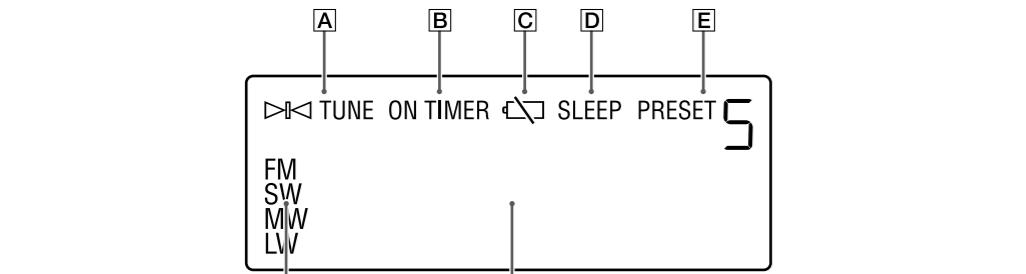 A B C D E
TUNE ON TIMER SLEEP PRESET 5
FM
SW
MW
LW